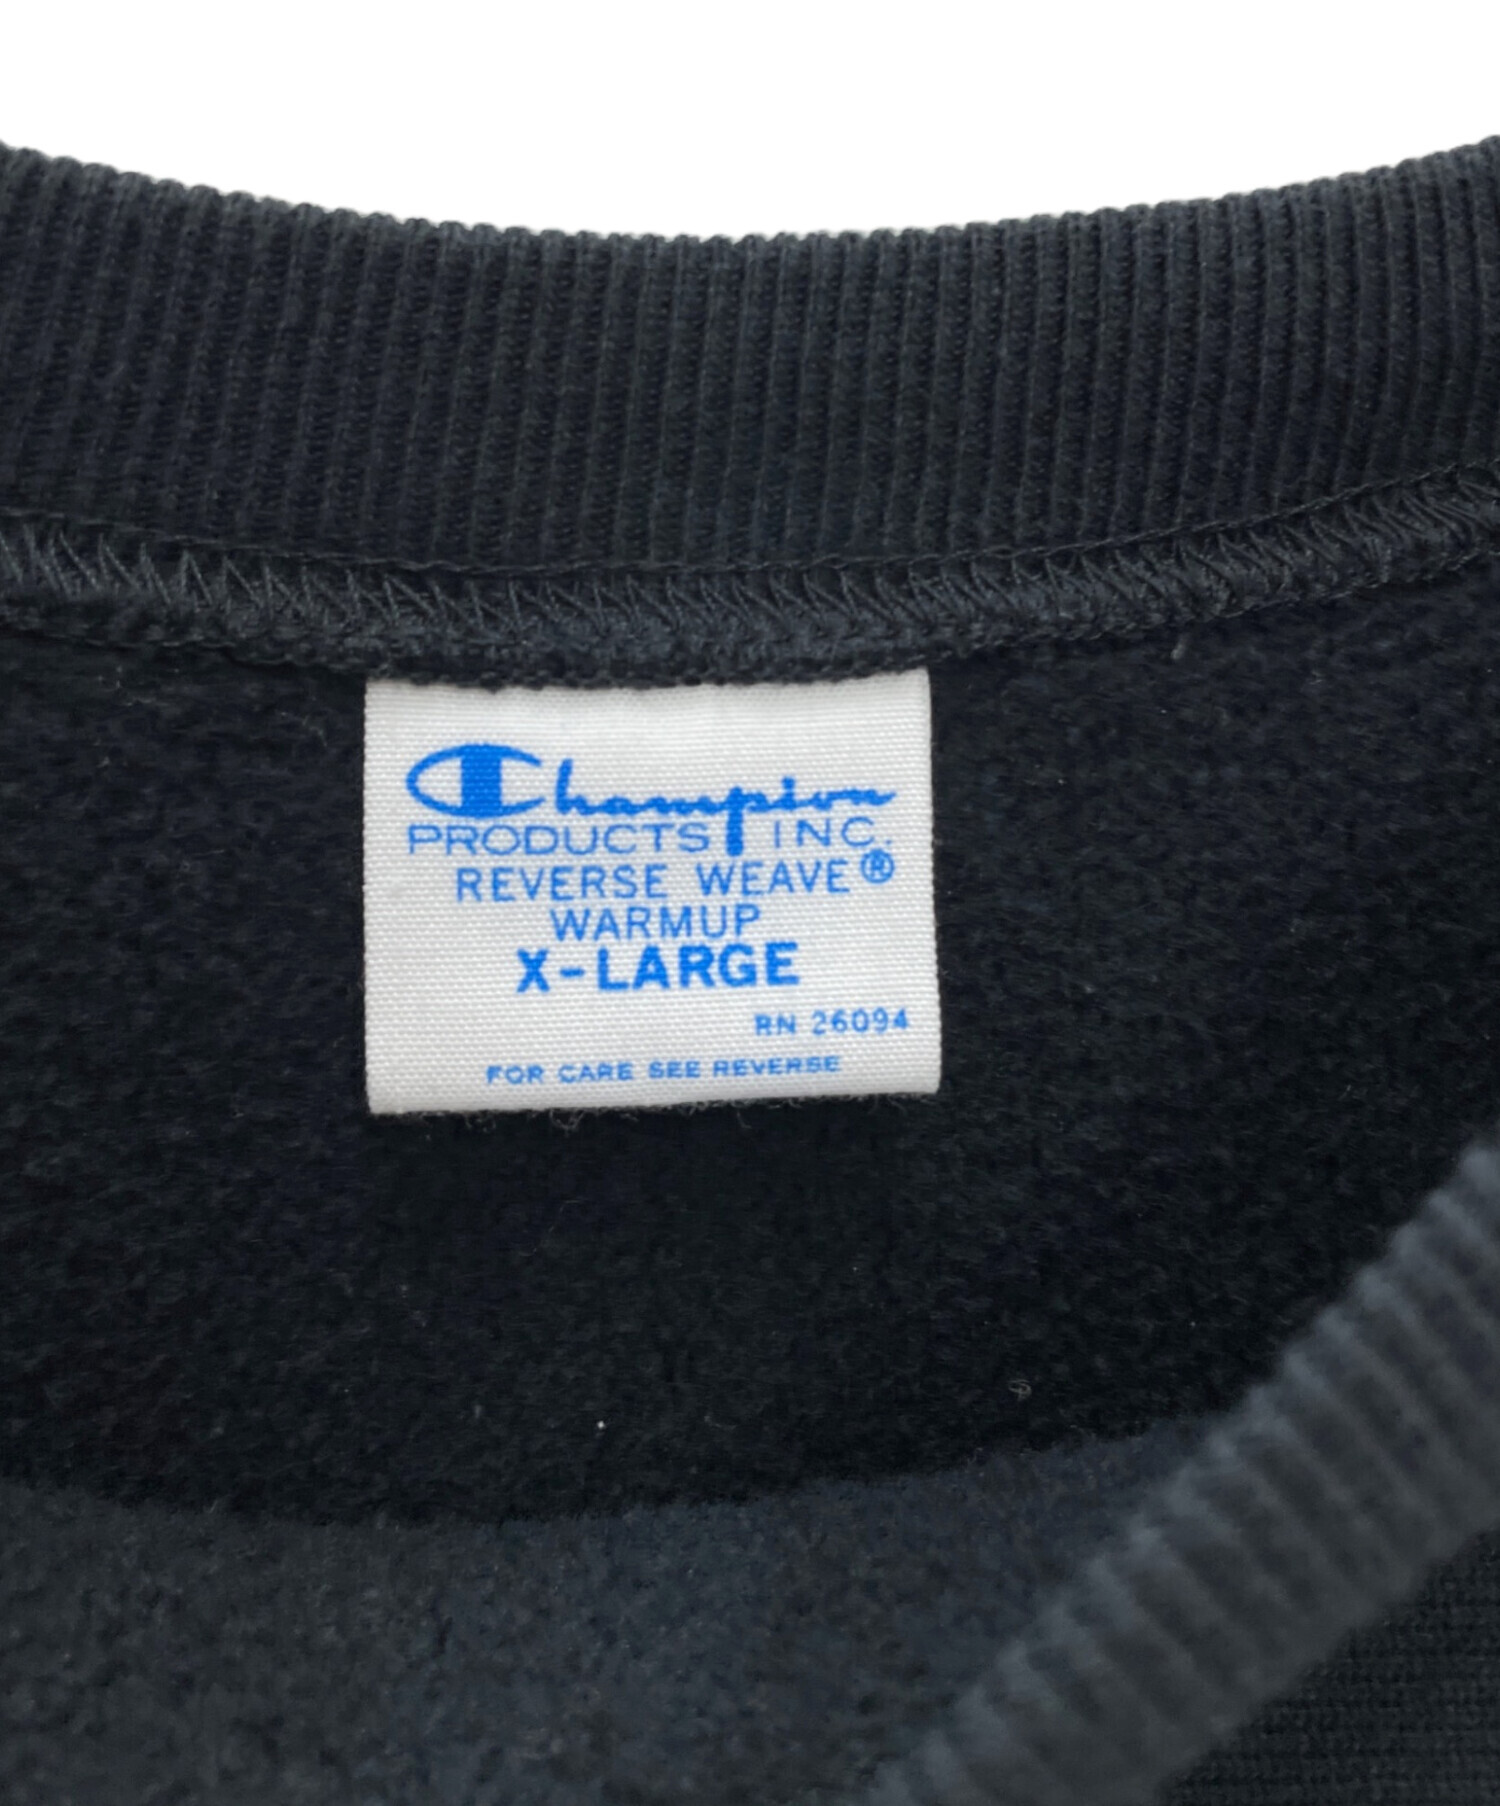 Champion
PRODUCTS INC.
REVERSE WEAVE®
WARMUP
X-LARGE
RN 26094
FOR CARE SEE REVERSE